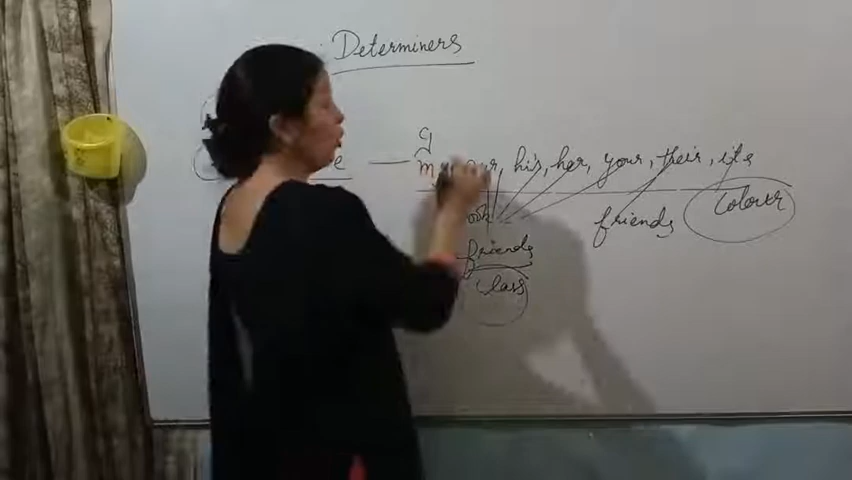 Determiners
I
my, our, his, her, your, their, its
friends
colour
friends
class